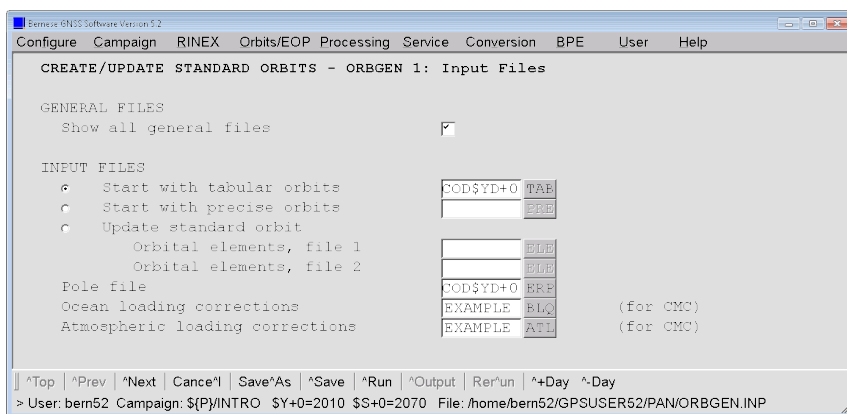 Bernese GNSS Software Version 5.2
Configure Campaign RINEX Orbits/EOP Processing Service Conversion BPE User Help
CREATE/UPDATE STANDARD ORBITS - ORBGEN 1: Input Files
GENERAL FILES
Show all general files
INPUT FILES
Start with tabular orbits COD$YD+0 TAB
Start with precise orbits PRE
Update standard orbit
Orbital elements, file 1 ELE
Orbital elements, file 2 ELE
Pole file COD$YD+0 ERP
Ocean loading corrections EXAMPLE BLQ (for CMC)
Atmospheric loading corrections EXAMPLE ATL (for CMC)
^Top | ^Prev | ^Next | Cance^l | Save^As | ^Save | ^Run | ^Output | Rer^un | ^+Day ^-Day
> User: bern52 Campaign: ${P}/INTRO $Y+0=2010 $S+0=2070 File: /home/bern52/GPSUSER52/PAN/ORBGEN.INP